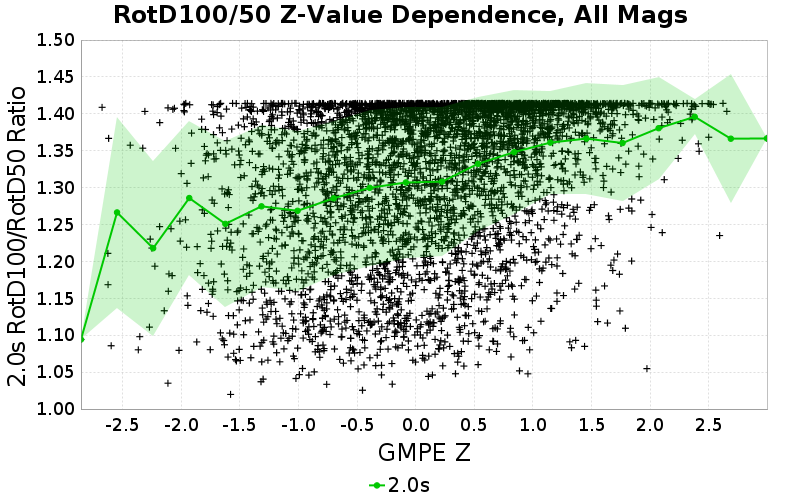 RotD100/50 Z-Value Dependence, All Mags
2.0s RotD100/RotD50 Ratio
1.50
1.45
1.40
1.35
1.30
1.25
1.20
1.15
1.10
1.05
1.00
-2.5 -2.0 -1.5 -1.0 -0.5 0.0 0.5 1.0 1.5 2.0 2.5
GMPE Z
2.0s